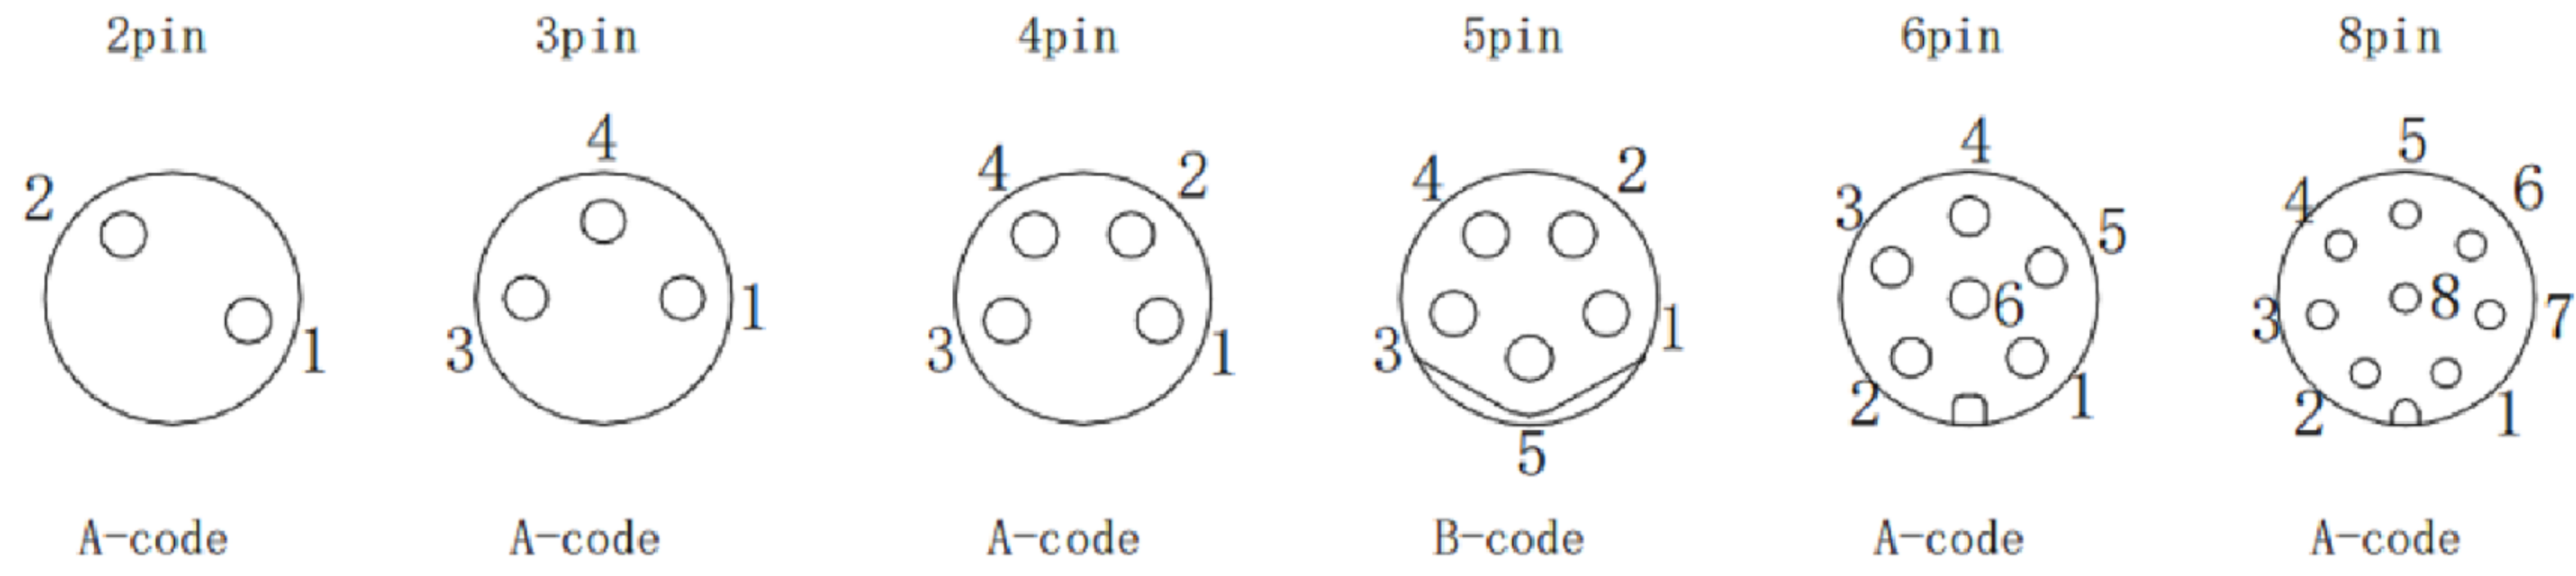 2pin 3pin 4pin 5pin 6pin 8pin
2 1
4 3 1
4 2 3 1
4 2 3 1 5
4 3 5 6 2 1
5 4 6 3 8 7 2 1
A-code A-code A-code B-code A-code A-code